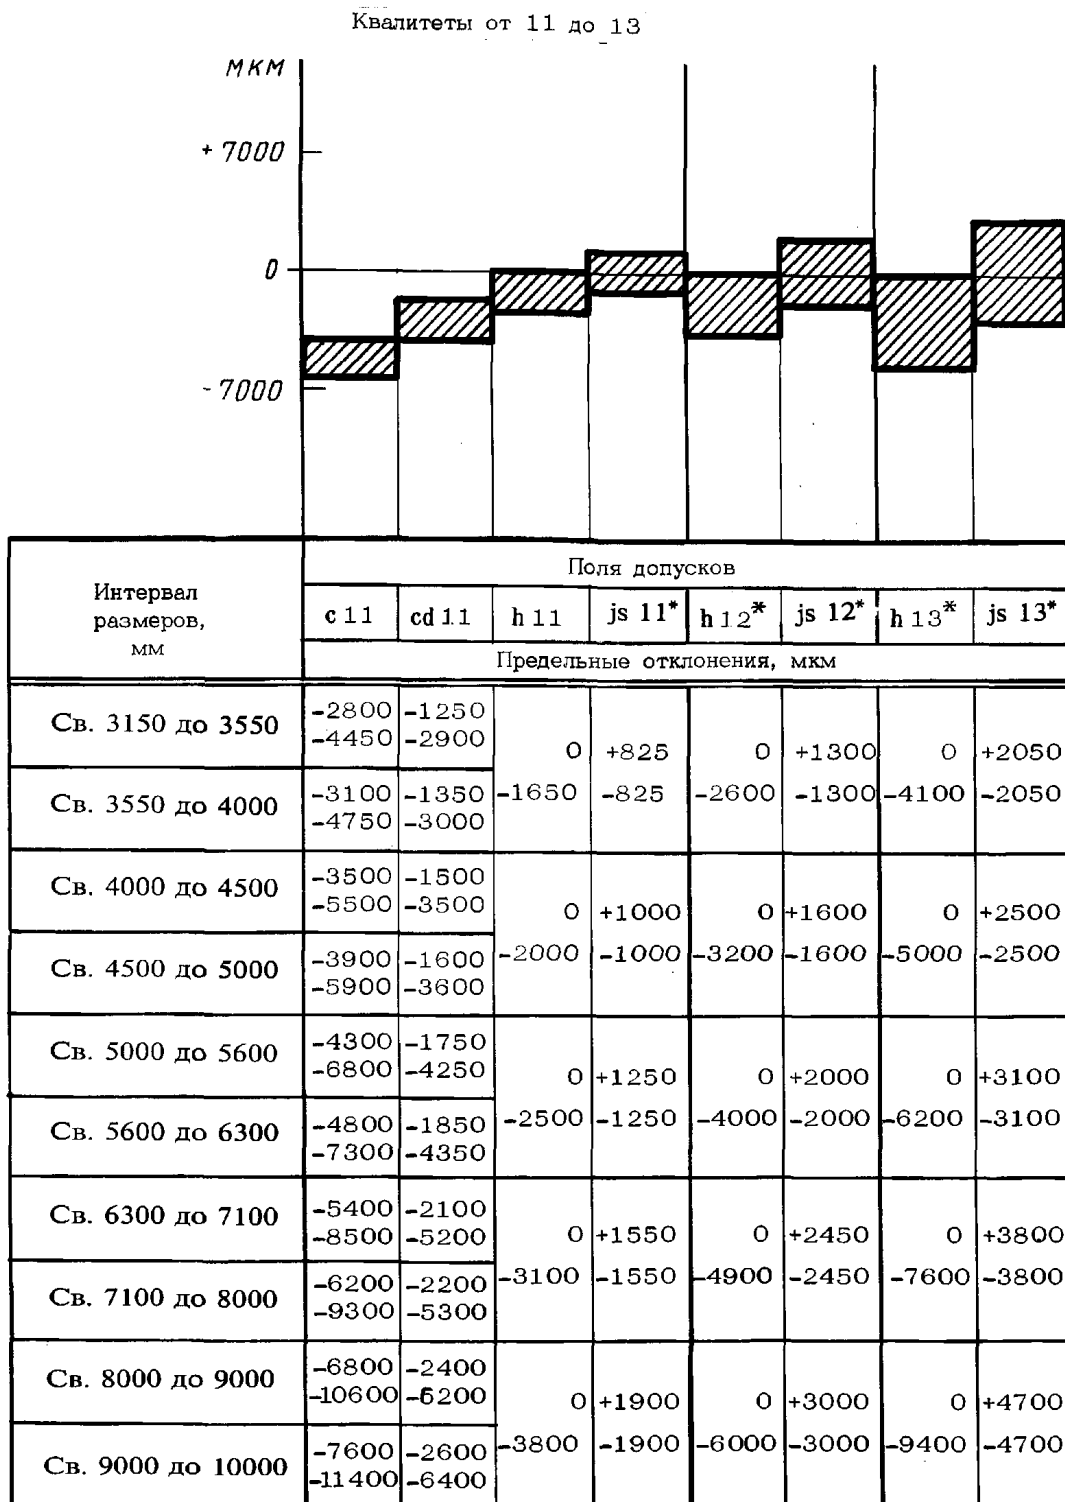 Квалитеты от 11 до 13
мкм
+ 7000
0
- 7000
Интервал размеров, мм
Поля допусков
c 11 cd 11 h 11 js 11* h 12* js 12* h 13* js 13*
Предельные отклонения, мкм
Св. 3150 до 3550
-2800 -1250
-4450 -2900
0 +825 0 +1300 0 +2050
Св. 3550 до 4000
-3100 -1350 -1650 -825 -2600 -1300 -4100 -2050
-4750 -3000
Св. 4000 до 4500
-3500 -1500
-5500 -3500
0 +1000 0 +1600 0 +2500
Св. 4500 до 5000
-3900 -1600 -2000 -1000 -3200 -1600 -5000 -2500
-5900 -3600
Св. 5000 до 5600
-4300 -1750
-6800 -4250
0 +1250 0 +2000 0 +3100
Св. 5600 до 6300
-4800 -1850 -2500 -1250 -4000 -2000 -6200 -3100
-7300 -4350
Св. 6300 до 7100
-5400 -2100
-8500 -5200
0 +1550 0 +2450 0 +3800
Св. 7100 до 8000
-6200 -2200 -3100 -1550 -4900 -2450 -7600 -3800
-9300 -5300
Св. 8000 до 9000
-6800 -2400
-10600 -6200
0 +1900 0 +3000 0 +4700
Св. 9000 до 10000
-7600 -2600 -3800 -1900 -6000 -3000 -9400 -4700
-11400 -6400